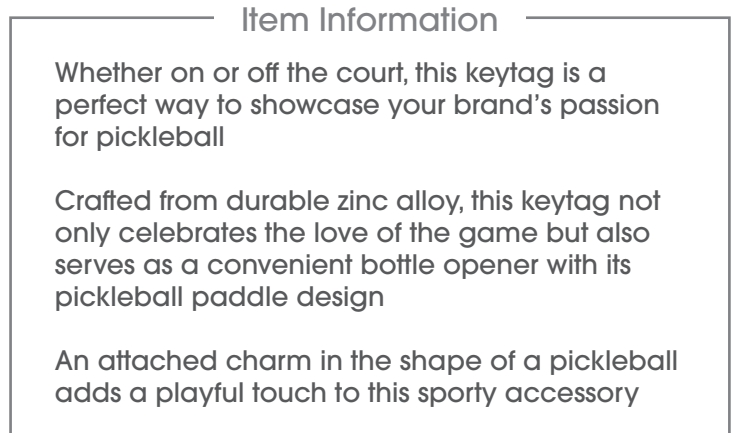 Item Information
Whether on or off the court, this keytag is a
perfect way to showcase your brand's passion
for pickleball
Crafted from durable zinc alloy, this keytag not
only celebrates the love of the game but also
serves as a convenient bottle opener with its
pickleball paddle design
An attached charm in the shape of a pickleball
adds a playful touch to this sporty accessory